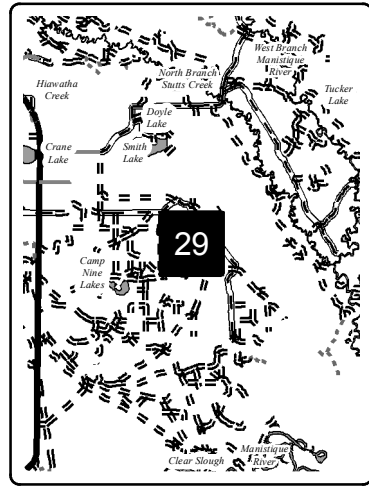 West Branch
Manistique
River
North Branch
Stutts Creek
Hiawatha
Creek
Tucker
Lake
Doyle
Lake
Crane
Lake
Smith
Lake
29
Camp
Nine
Lakes
Manistique
River
Clear Slough